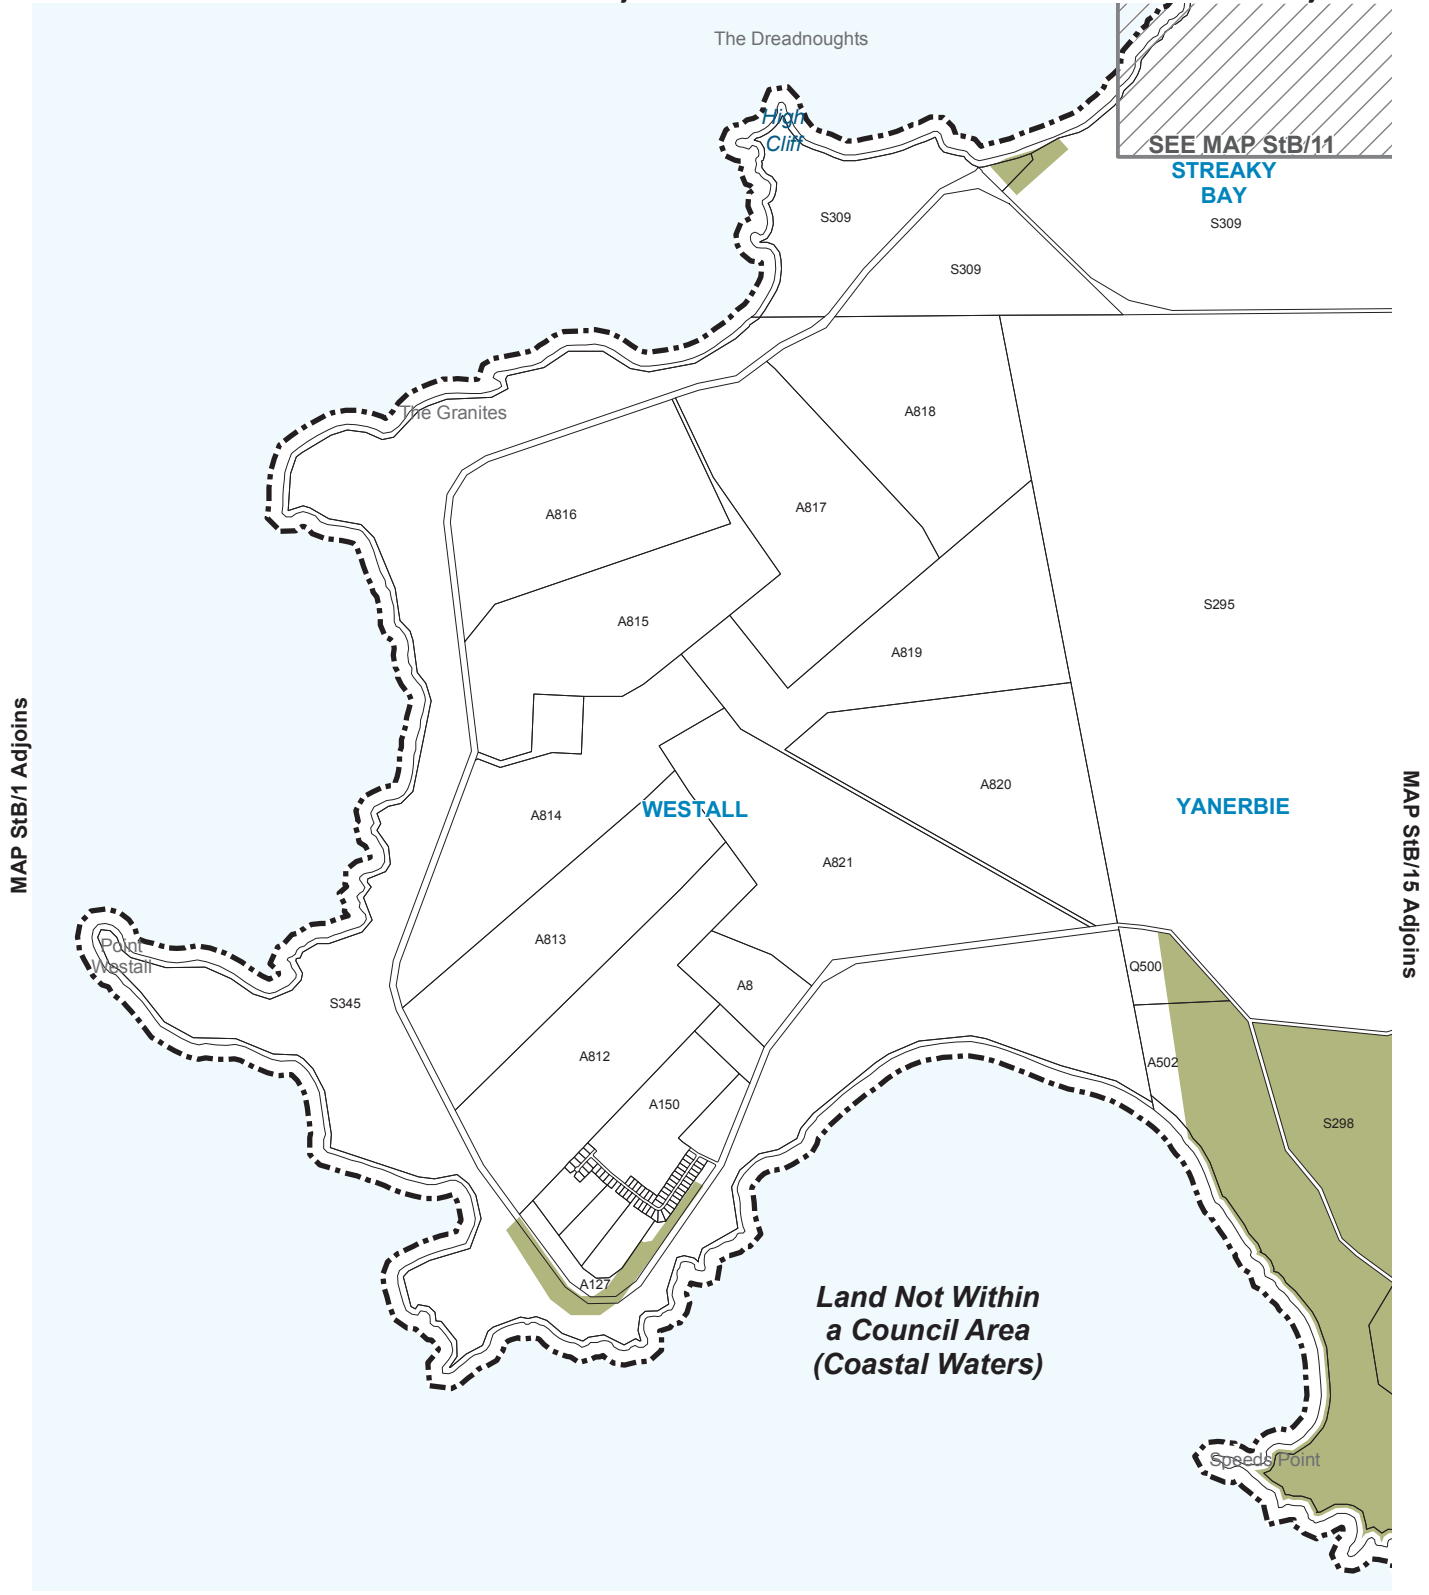 The Dreadnoughts
High
Cliff
SEE MAP StB/11
STREAKY
BAY
S309
S309
S309
The Granites
A818
A816
A817
A815
S295
A819
MAP StB/1 Adjoins
A820
A814
WESTALL
YANERBIE
MAP StB/15 Adjoins
A821
A813
Point
Westall
Q500
A8
S345
A812
A502
A150
S298
A127
Land Not Within
a Council Area
(Coastal Waters)
Speeds Point